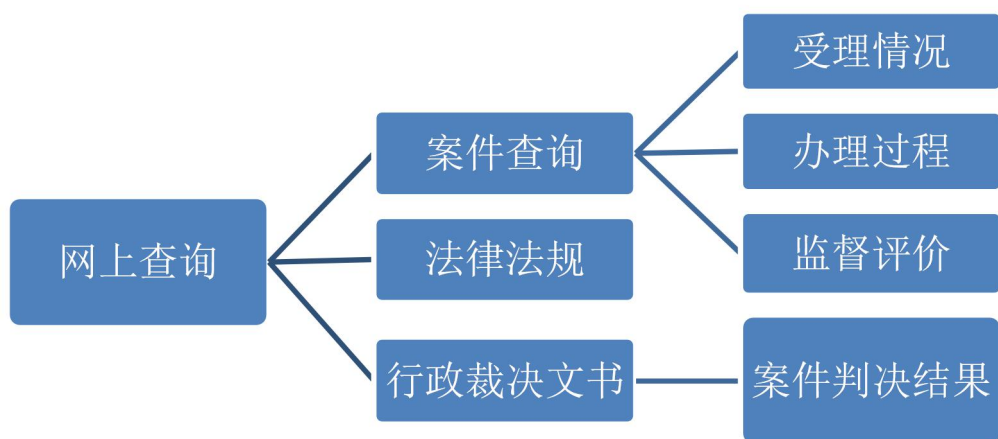 网上查询
案件查询
受理情况
办理过程
监督评价
法律法规
行政裁决文书
案件判决结果